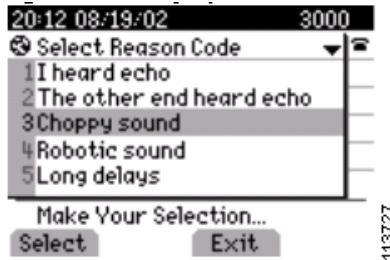 20:12 08/19/02 3000
Select Reason Code
1 I heard echo
2 The other end heard echo
3 Choppy sound
4 Robotic sound
5 Long delays
Make Your Selection...
Select Exit
113727